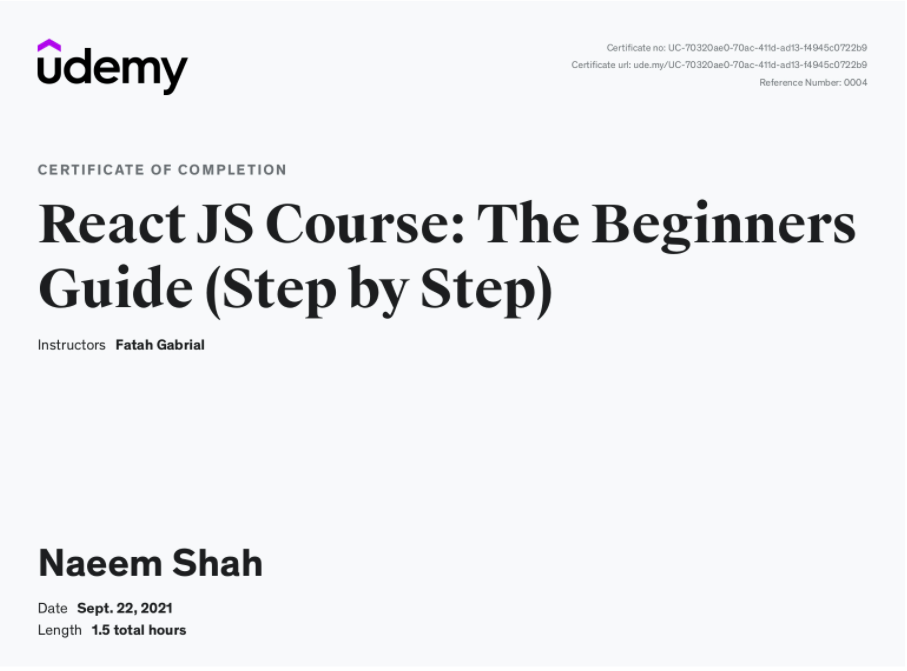 udemy
Certificate no: UC-70320ae0-70ac-411d-ad13-f4945c0722b9
Certificate url: ude.my/UC-70320ae0-70ac-411d-ad13-f4945c0722b9
Reference Number: 0004
CERTIFICATE OF COMPLETION
React JS Course: The Beginners
Guide (Step by Step)
Instructors Fatah Gabrial
Naeem Shah
Date Sept. 22, 2021
Length 1.5 total hours